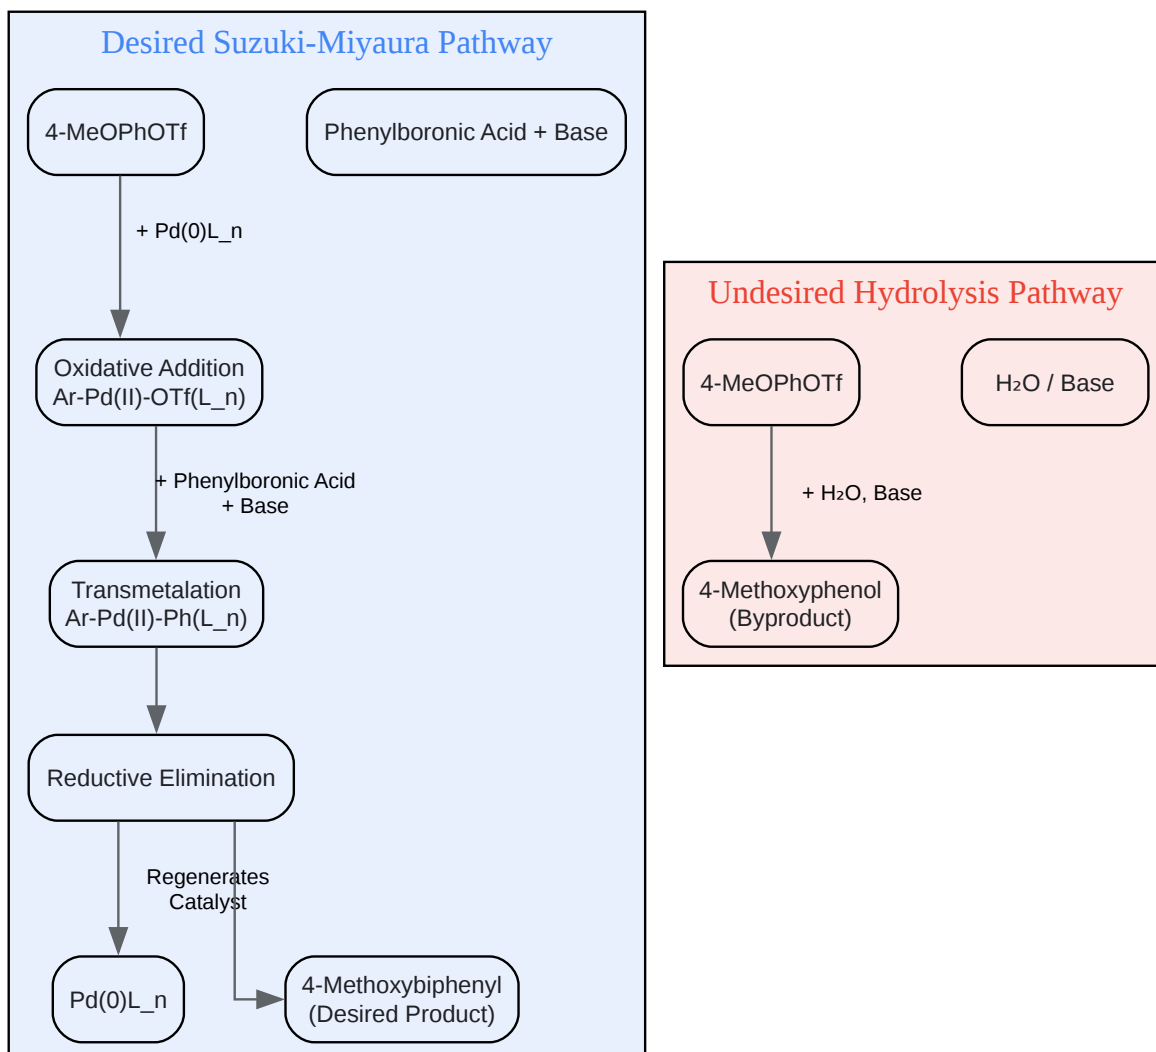 Desired Suzuki-Miyaura Pathway
4-MeOPhOTf
Phenylboronic Acid + Base
+ Pd(0)L_n
Oxidative Addition
Ar-Pd(II)-OTf(L_n)
+ Phenylboronic Acid
+ Base
Transmetalation
Ar-Pd(II)-Ph(L_n)
Reductive Elimination
Regenerates
Catalyst
Pd(0)L_n
4-Methoxybiphenyl
(Desired Product)
Undesired Hydrolysis Pathway
4-MeOPhOTf
H₂O / Base
+ H₂O, Base
4-Methoxyphenol
(Byproduct)